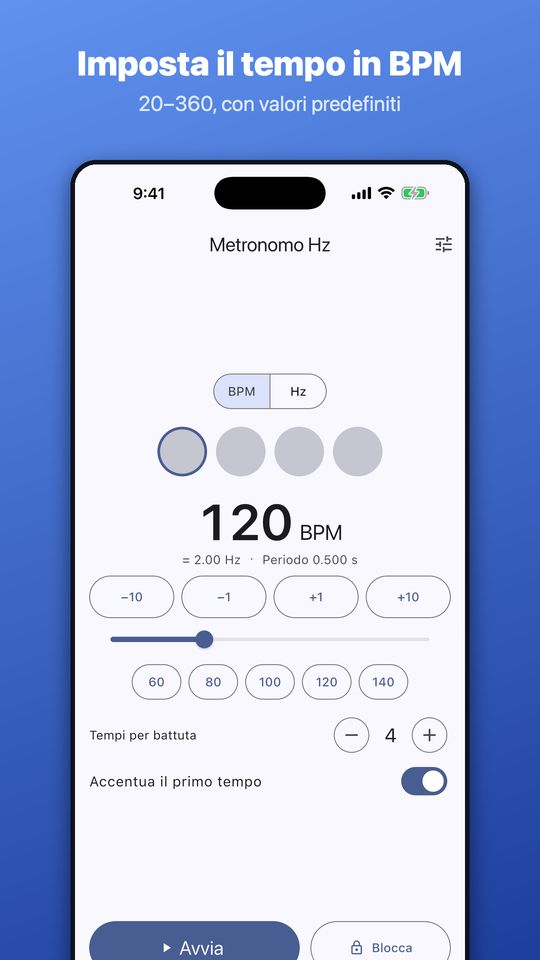 Imposta il tempo in BPM
20–360, con valori predefiniti
9:41
Metronomo Hz
BPM Hz
120 BPM
= 2.00 Hz · Periodo 0.500 s
−10 −1 +1 +10
60 80 100 120 140
Tempi per battuta − 4 +
Accentua il primo tempo
Avvia Blocca